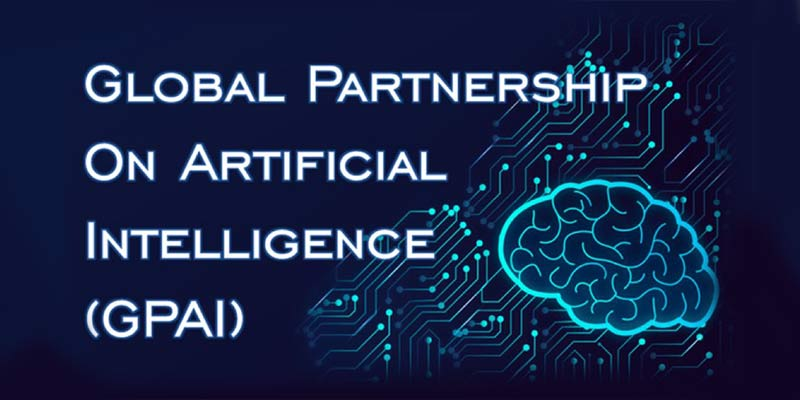 Global Partnership
On Artificial
Intelligence
(GPAI)